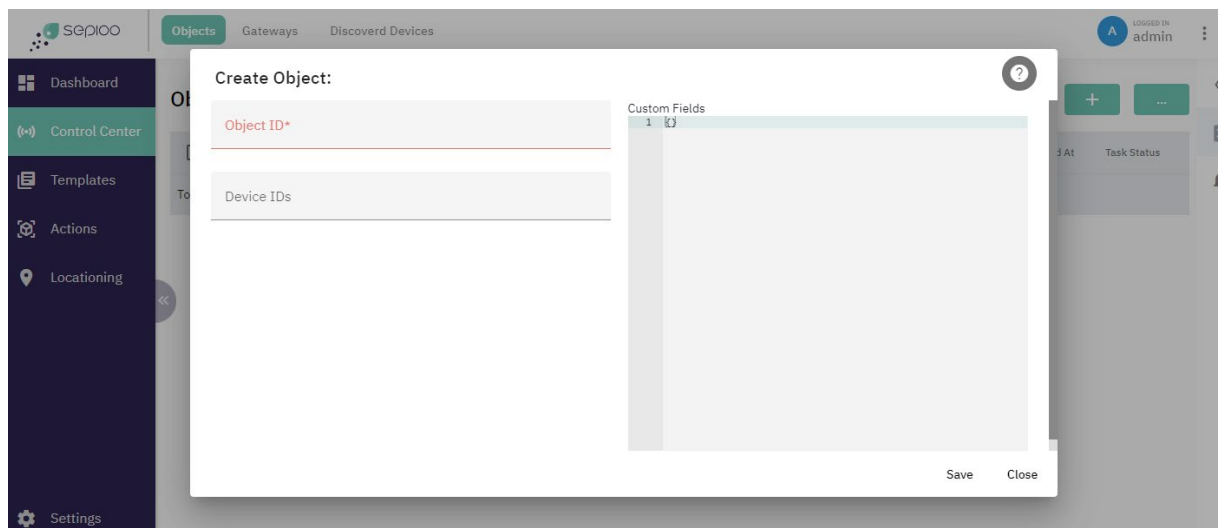 sepioo
Objects Gateways Discoverd Devices
A LOGGED IN
admin
Dashboard
Control Center
Templates
Actions
Locationing
Settings
Create Object:
?
Object ID*
Device IDs
Custom Fields
1 {}
Save Close
+ ...
Task Status